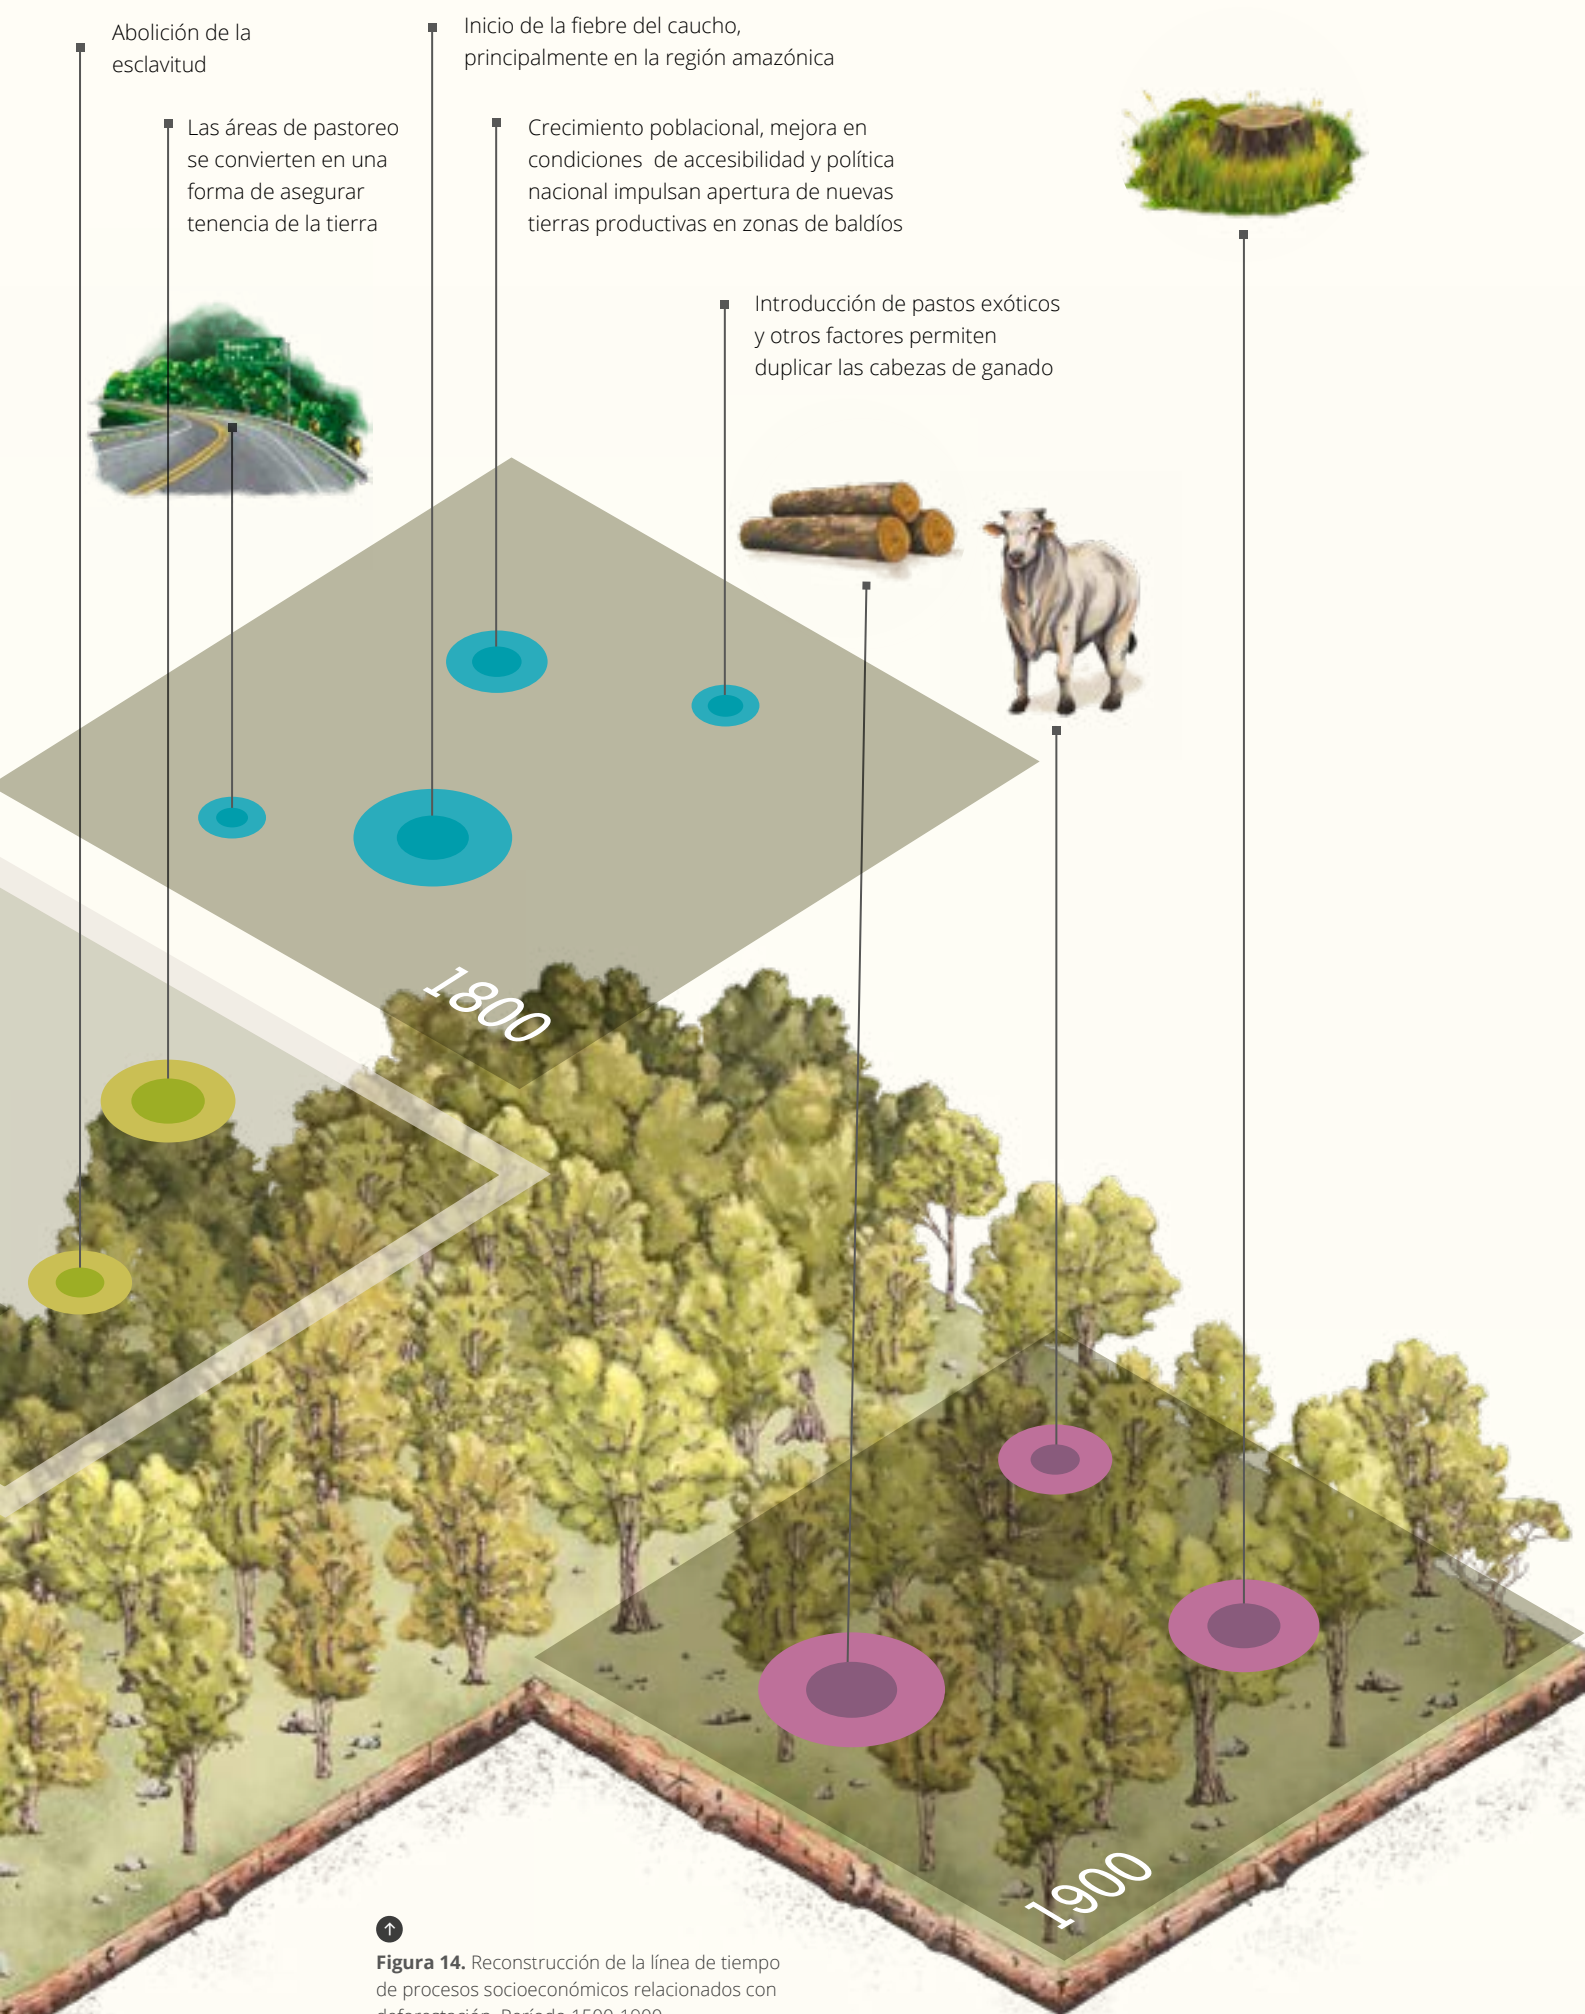 Abolición de la
esclavitud
Inicio de la fiebre del caucho,
principalmente en la región amazónica
Las áreas de pastoreo
se convierten en una
forma de asegurar
tenencia de la tierra
Crecimiento poblacional, mejora en
condiciones de accesibilidad y política
nacional impulsan apertura de nuevas
tierras productivas en zonas de baldíos
Introducción de pastos exóticos
y otros factores permiten
duplicar las cabezas de ganado
1800
1900
Figura 14. Reconstrucción de la línea de tiempo
de procesos socioeconómicos relacionados con